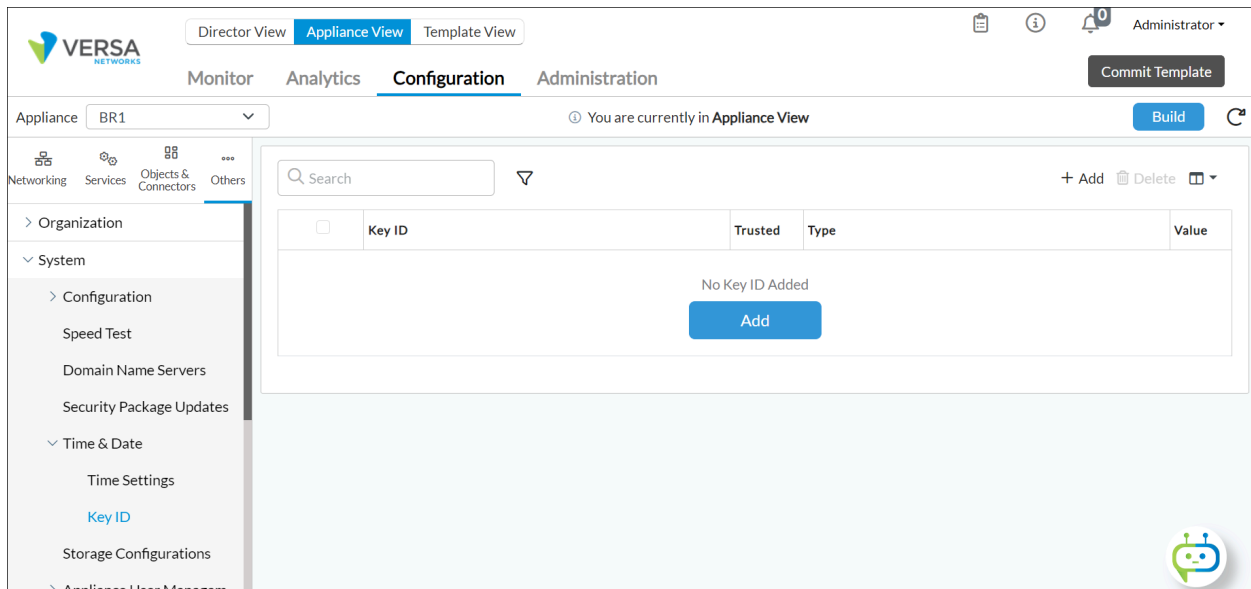 VERSA
NETWORKS
Director View Appliance View Template View
0
Administrator
Monitor Analytics Configuration Administration
Commit Template
Appliance BR1
You are currently in Appliance View
Build
Networking Services Objects & Connectors Others
Search
+ Add Delete
Organization
System
Configuration
Speed Test
Domain Name Servers
Security Package Updates
Time & Date
Time Settings
Key ID
Storage Configurations
Key ID Trusted Type Value
No Key ID Added
Add